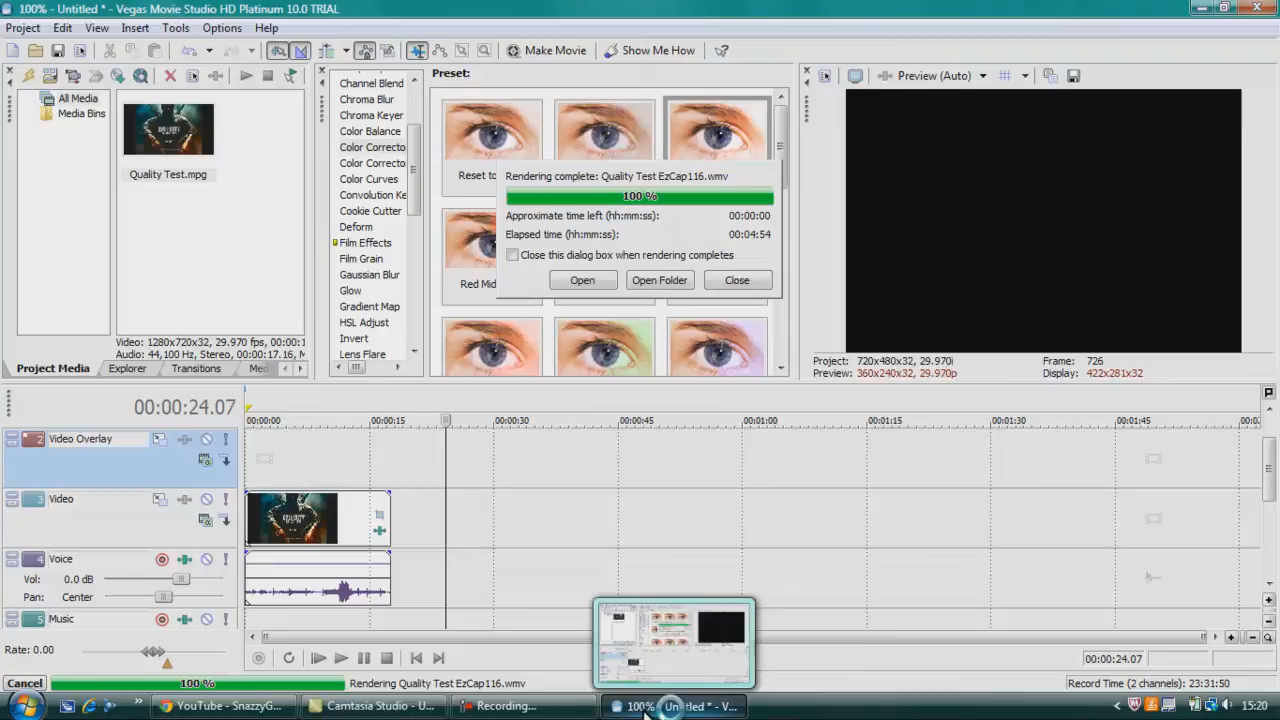 100% - Untitled * - Vegas Movie Studio HD Platinum 10.0 TRIAL
Project Edit View Insert Tools Options Help
Make Movie Show Me How
Preview (Auto)
All Media
Media Bins
Quality Test.mpg
Video: 1280x720x32, 29.970 fps, 00:00:1
Audio: 44,100 Hz, Stereo, 00:00:17.16, M
Project Media Explorer Transitions Med
Channel Blend
Chroma Blur
Chroma Keyer
Color Balance
Color Correcto
Color Correcto
Color Curves
Convolution Ke
Cookie Cutter
Deform
Film Effects
Film Grain
Gaussian Blur
Glow
Gradient Map
HSL Adjust
Invert
Lens Flare
Preset:
Reset to
Red Mid
Rendering complete: Quality Test EzCap116.wmv
100 %
Approximate time left (hh:mm:ss): 00:00:00
Elapsed time (hh:mm:ss): 00:04:54
Close this dialog box when rendering completes
Open Open Folder Close
Project: 720x480x32, 29.970i Frame: 726
Preview: 360x240x32, 29.970p Display: 422x281x32
00:00:24.07
00:00:00 00:00:15 00:00:30 00:00:45 00:01:00 00:01:15 00:01:30 00:01:45 00:0
2 Video Overlay
3 Video
4 Voice
Vol: 0.0 dB
Pan: Center
5 Music
Rate: 0.00
00:00:24.07
Cancel 100 % Rendering Quality Test EzCap116.wmv Record Time (2 channels): 23:31:50
YouTube - SnazzyG... Camtasia Studio - U... Recording... 100% - Untitled * - V... 15:20